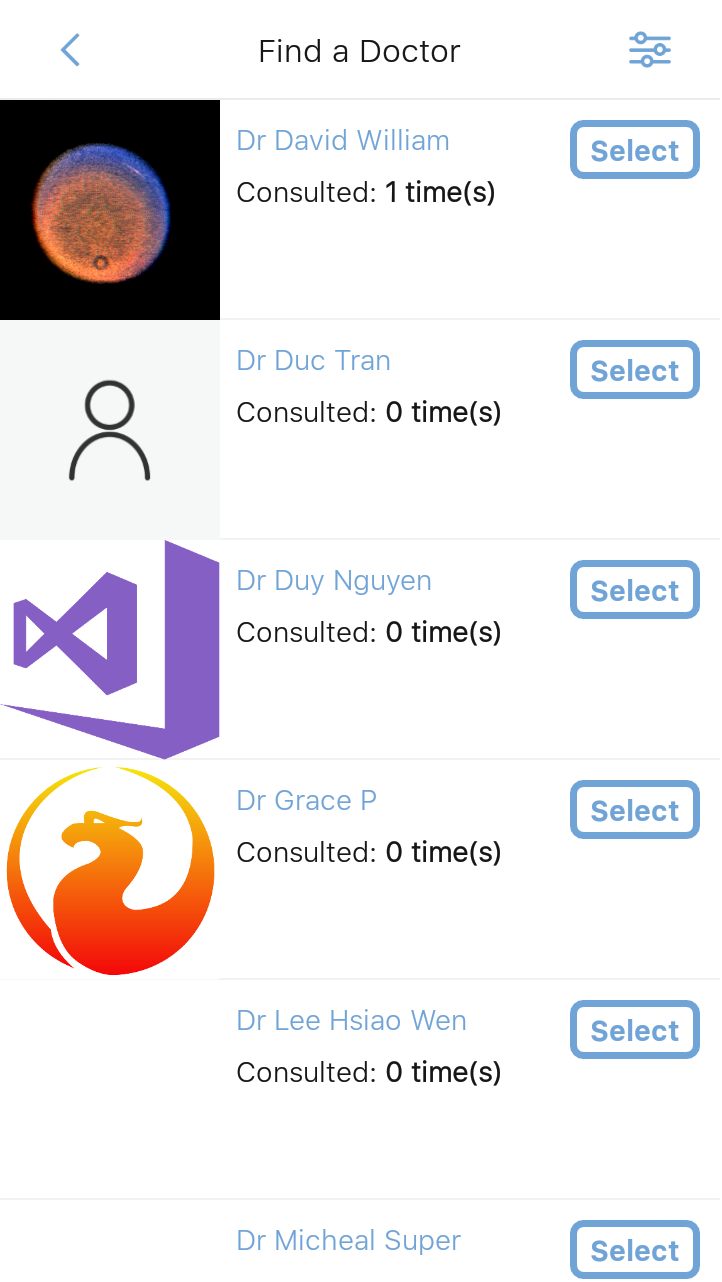 Find a Doctor
Dr David William
Select
Consulted: 1 time(s)
Dr Duc Tran
Select
Consulted: 0 time(s)
Dr Duy Nguyen
Select
Consulted: 0 time(s)
Dr Grace P
Select
Consulted: 0 time(s)
Dr Lee Hsiao Wen
Select
Consulted: 0 time(s)
Dr Micheal Super
Select